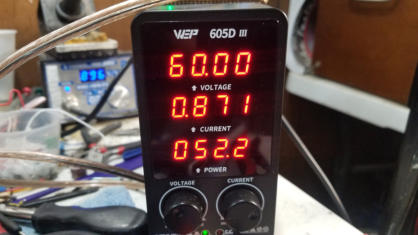 896
WEP 605D III
60.00
VOLTAGE
0.871
CURRENT
052.2
POWER
VOLTAGE CURRENT